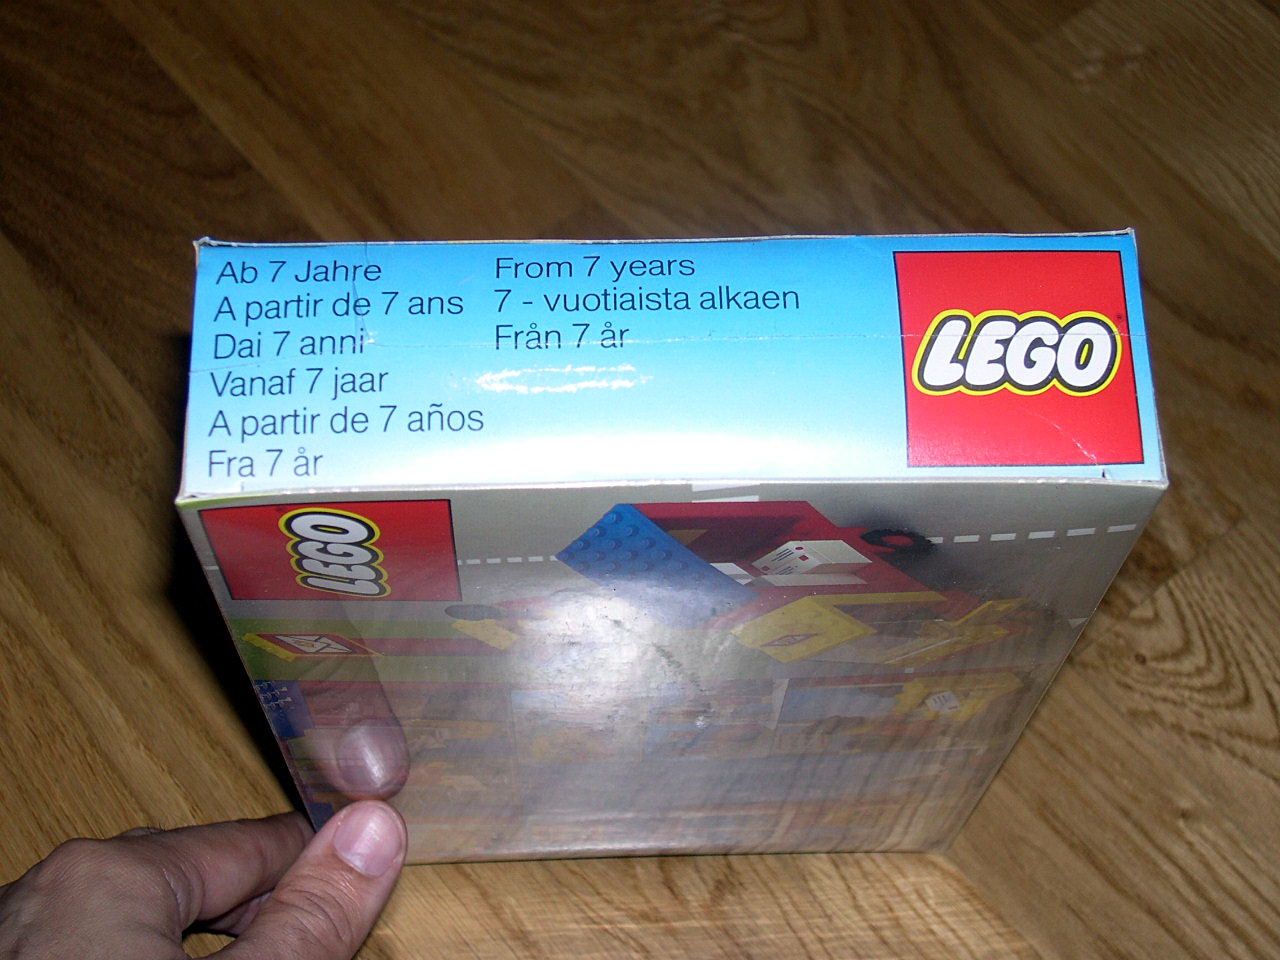 Ab 7 Jahre
A partir de 7 ans
Dai 7 anni
Vanaf 7 jaar
A partir de 7 años
Fra 7 år
From 7 years
7 - vuotiaista alkaen
Från 7 år
LEGO
LEGO